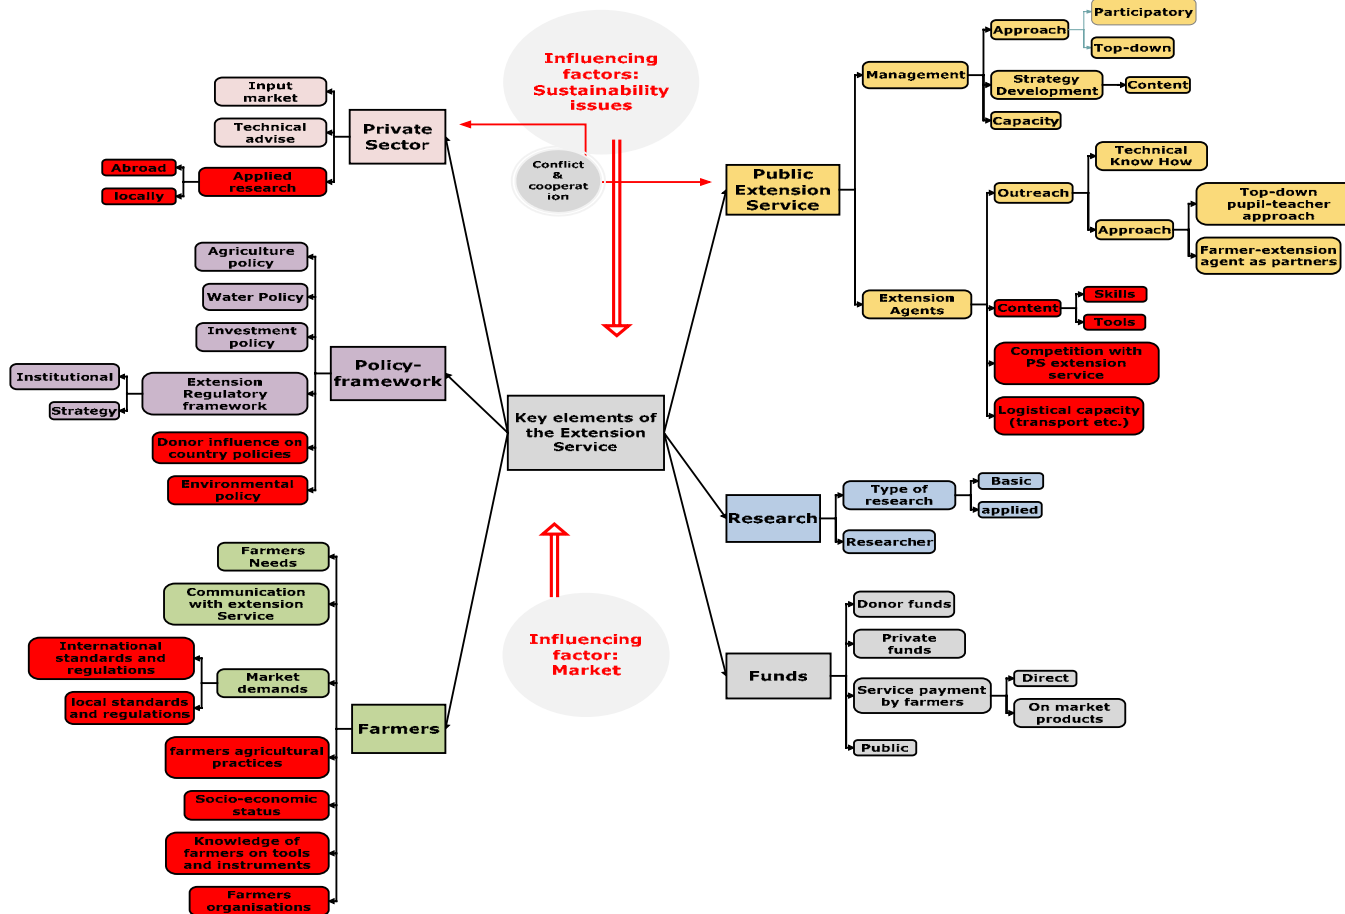 Influencing
factors:
Sustainability
issues
Conflict
&
cooperat
ion
Key elements of
the Extension
Service
Influencing
factor:
Market
Private
Sector
Input
market
Technical
advise
Applied
research
Abroad
locally
Policy-
framework
Agriculture
policy
Water Policy
Investment
policy
Extension
Regulatory
framework
Institutional
Strategy
Donor influence on
country policies
Environmental
policy
Farmers
Farmers
Needs
Communication
with extension
Service
Market
demands
International
standards and
regulations
local standards
and regulations
farmers agricultural
practices
Socio-economic
status
Knowledge of
farmers on tools
and instruments
Farmers
organisations
Public
Extension
Service
Management
Approach
Participatory
Top-down
Strategy
Development
Content
Capacity
Extension
Agents
Outreach
Technical
Know How
Approach
Top-down
pupil-teacher
approach
Farmer-extension
agent as partners
Content
Skills
Tools
Competition with
PS extension
service
Logistical capacity
(transport etc.)
Research
Type of
research
Basic
applied
Researcher
Funds
Donor funds
Private
funds
Service payment
by farmers
Direct
On market
products
Public